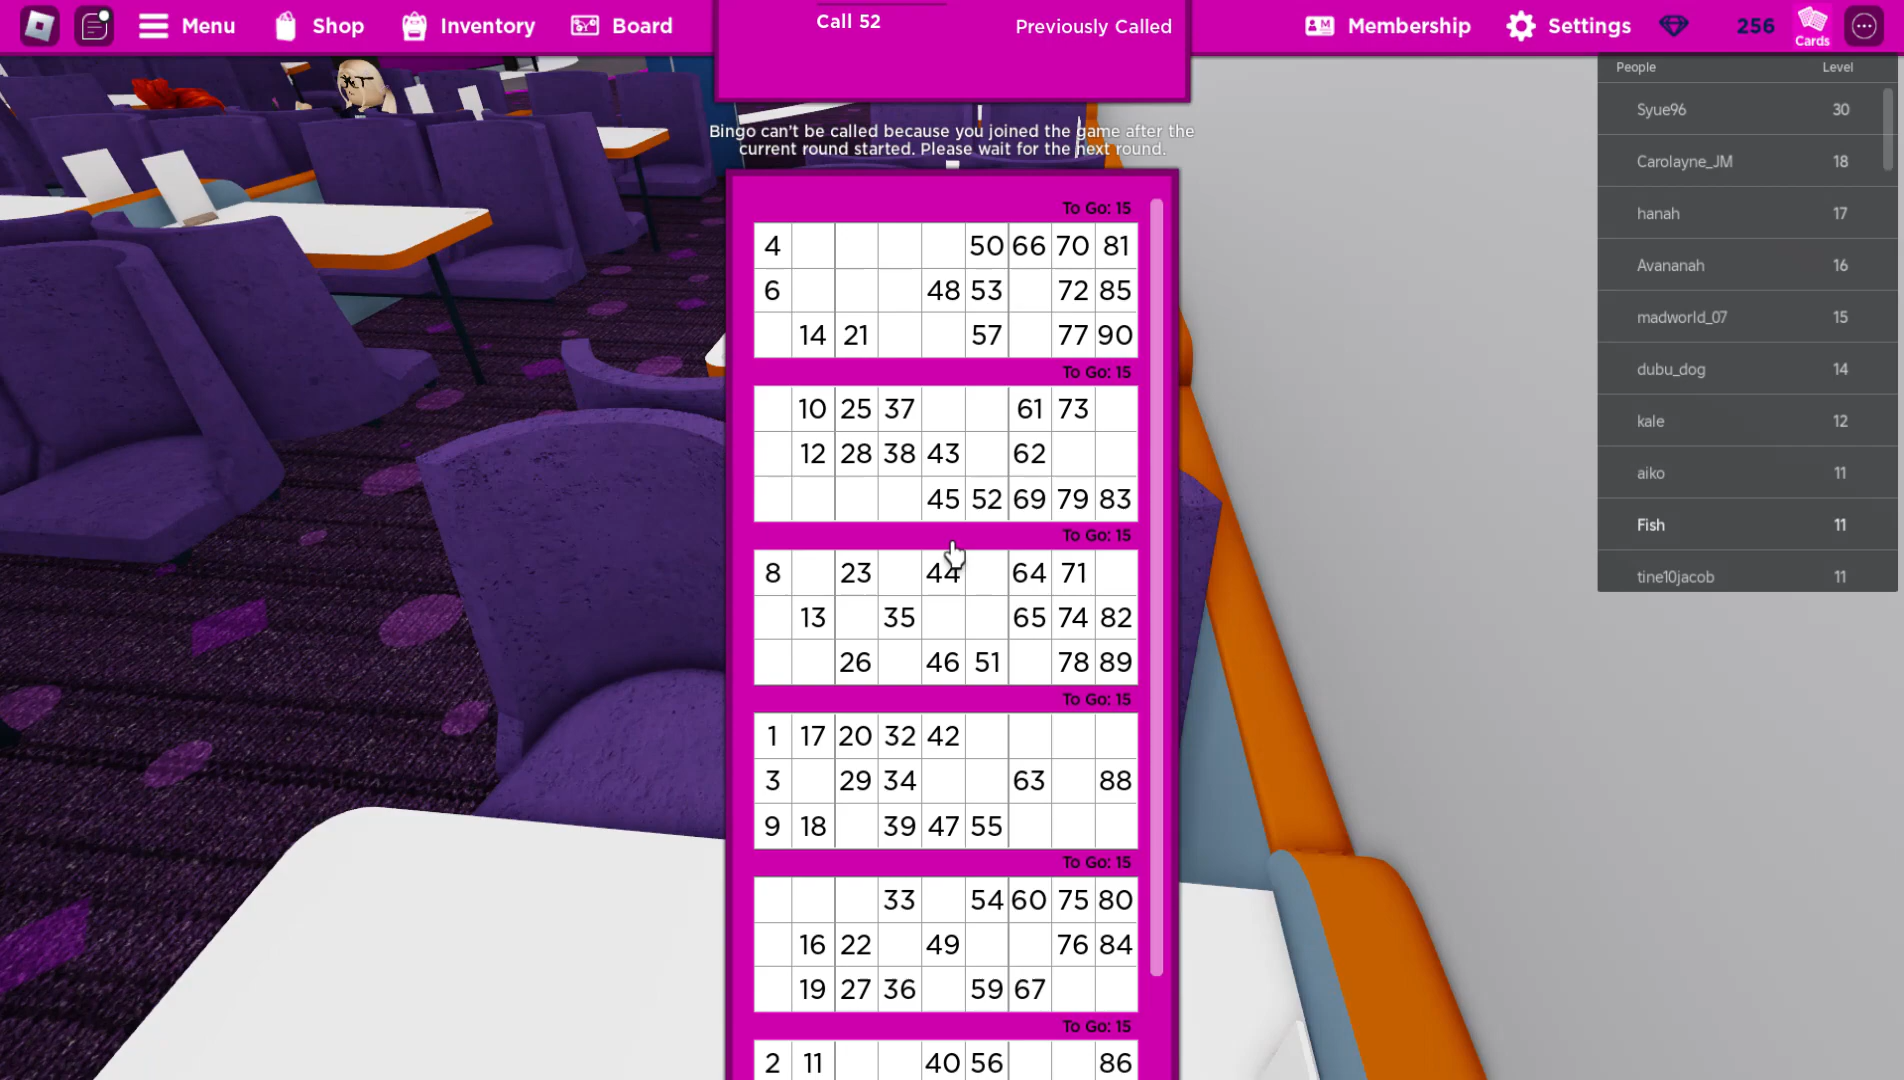 Menu
Shop
Inventory
Board
Call 52
Previously Called
Membership
Settings
256
Cards
Bingo can't be called because you joined the game after the
current round started. Please wait for the next round.
People Level
Syue96 30
Carolayne_JM 18
hanah 17
Avananah 16
madworld_07 15
dubu_dog 14
kale 12
aiko 11
Fish 11
tine10jacob 11
To Go: 15
4 50 66 70 81
6 48 53 72 85
14 21 57 77 90
To Go: 15
10 25 37 61 73
12 28 38 43 62
45 52 69 79 83
To Go: 15
8 23 44 64 71
13 35 65 74 82
26 46 51 78 89
To Go: 15
1 17 20 32 42
3 29 34 63 88
9 18 39 47 55
To Go: 15
33 54 60 75 80
16 22 49 76 84
19 27 36 59 67
To Go: 15
2 11 40 56 86